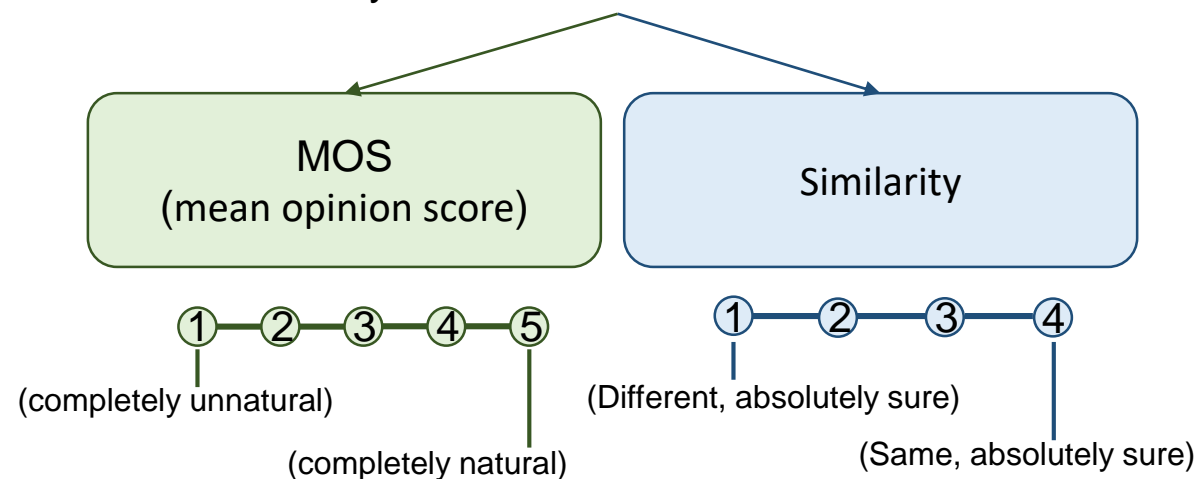 MOS
(mean opinion score)
Similarity
1 2 3 4 5
1 2 3 4
(completely unnatural)
(Different, absolutely sure)
(completely natural)
(Same, absolutely sure)